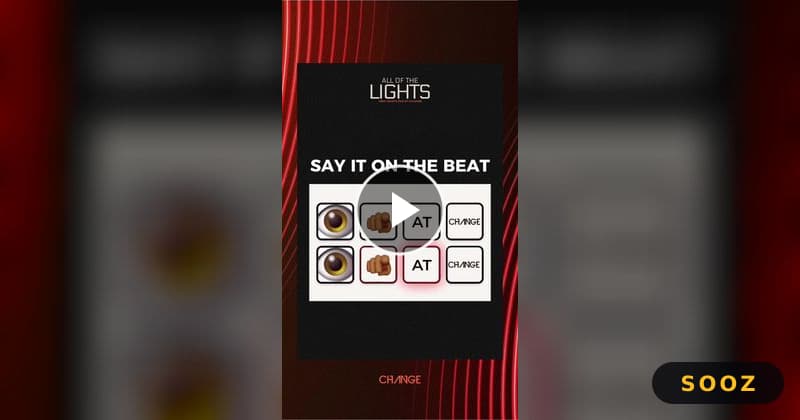 ALL OF THE
LIGHTS
SAY IT ON THE BEAT
AT CHANGE
AT CHANGE
CHANGE
SOOZ